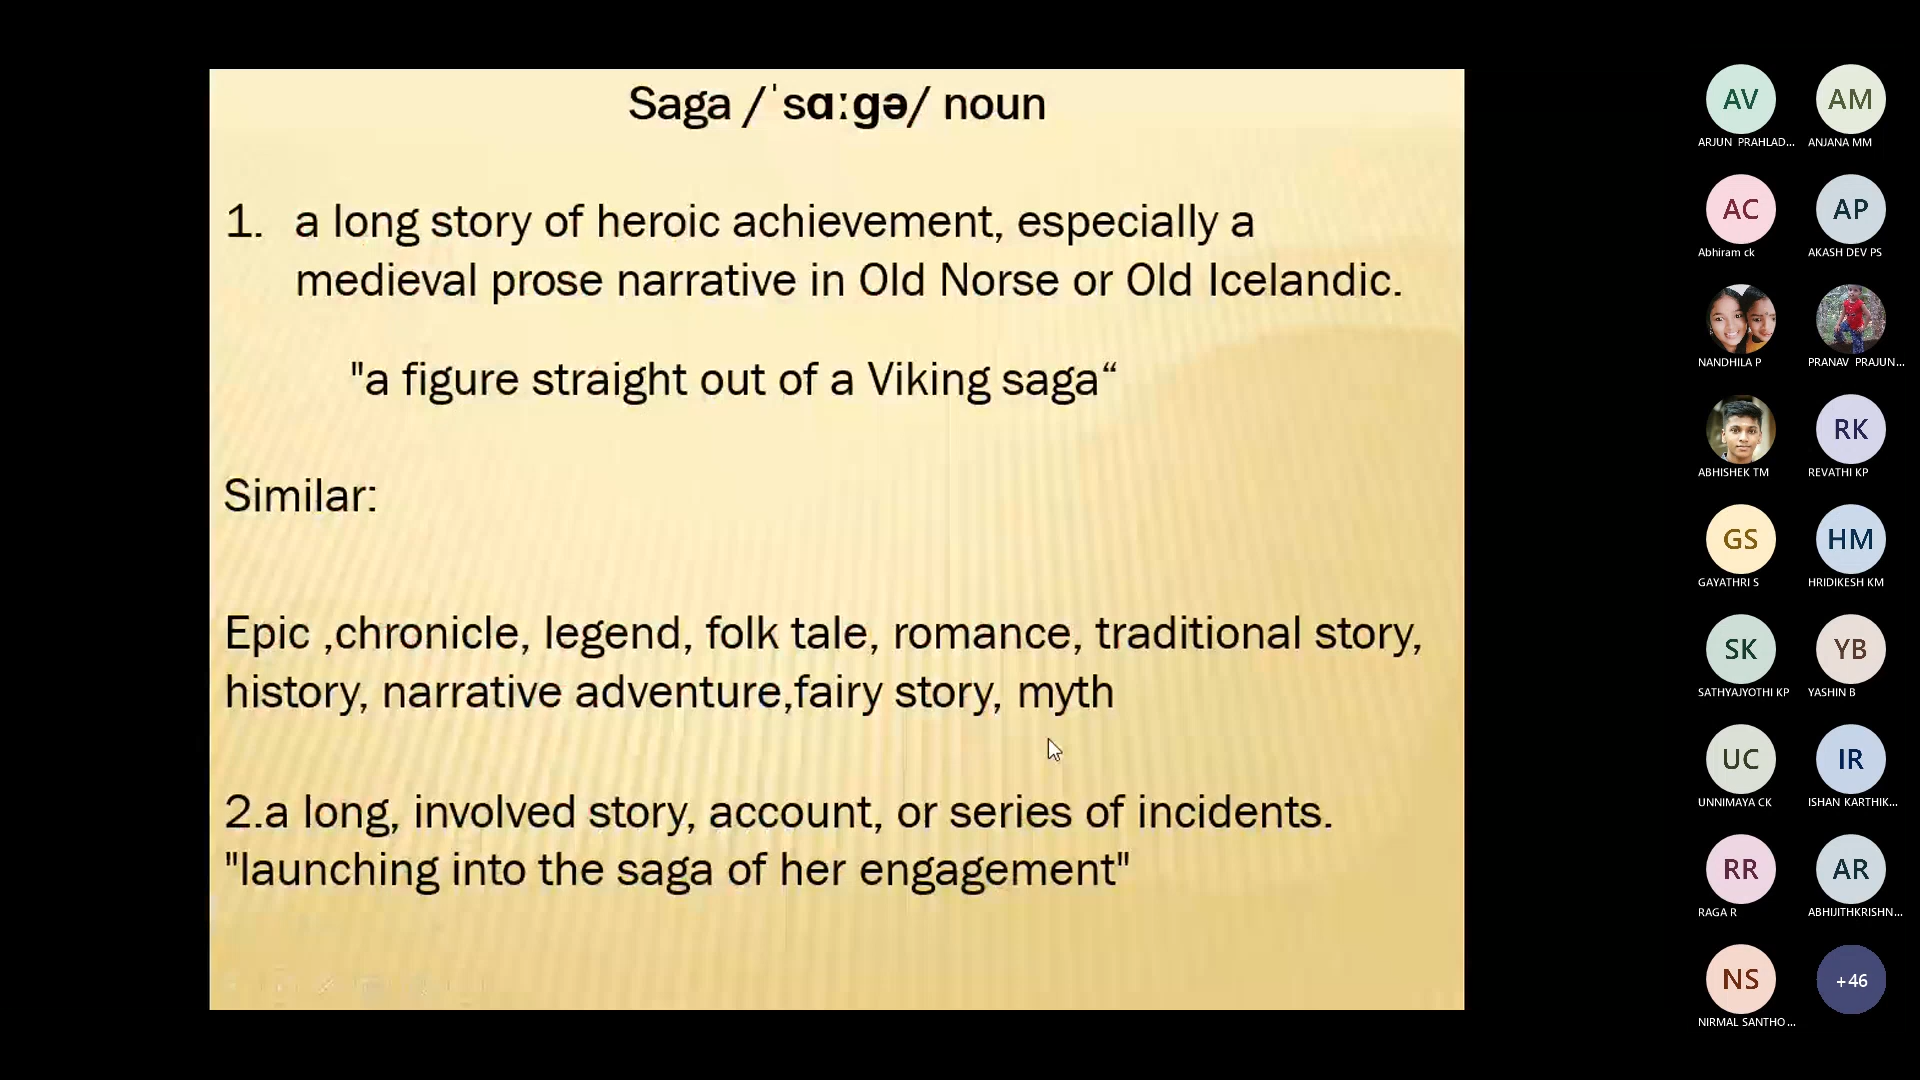 Saga /ˈsɑːgə/ noun
1. a long story of heroic achievement, especially a
medieval prose narrative in Old Norse or Old Icelandic.
"a figure straight out of a Viking saga“
Similar:
Epic ,chronicle, legend, folk tale, romance, traditional story,
history, narrative adventure,fairy story, myth
2.a long, involved story, account, or series of incidents.
"launching into the saga of her engagement"
AV AM
ARJUN PRAHLAD... ANJANA MM
AC AP
Abhiram ck AKASH DEV PS
NANDHILA P PRANAV PRAJUN...
RK
ABHISHEK TM REVATHI KP
GS HM
GAYATHRI S HRIDIKESH KM
SK YB
SATHYAJYOTHI KP YASHIN B
UC IR
UNNIMAYA CK ISHAN KARTHIK...
RR AR
RAGA R ABHIJITHKRISHN...
NS +46
NIRMAL SANTHO...